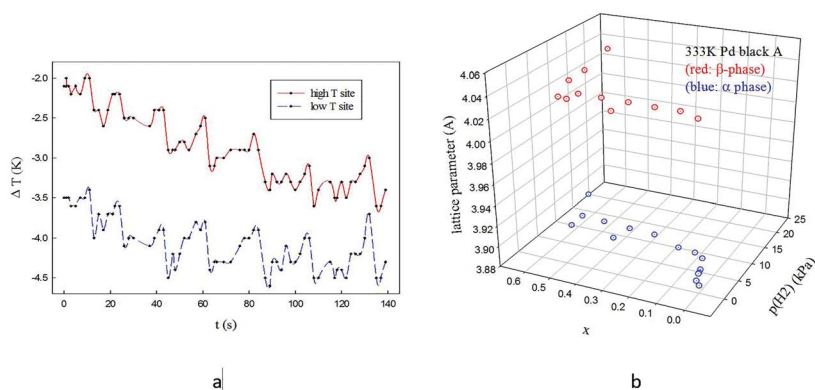 -2.0
-2.5
-3.0
-3.5
-4.0
-4.5
Δ T (K)
high T site
low T site
0 20 40 60 80 100 120 140
t (s)
a
333K Pd black A
(red: β-phase)
(blue: α phase)
4.06
4.04
4.02
4.00
3.98
3.96
3.94
3.92
3.90
3.88
lattice parameter (A)
0.6 0.5 0.4 0.3 0.2 0.1 0.0
x
25
20
15
10
5
0
p(H2) (kPa)
b